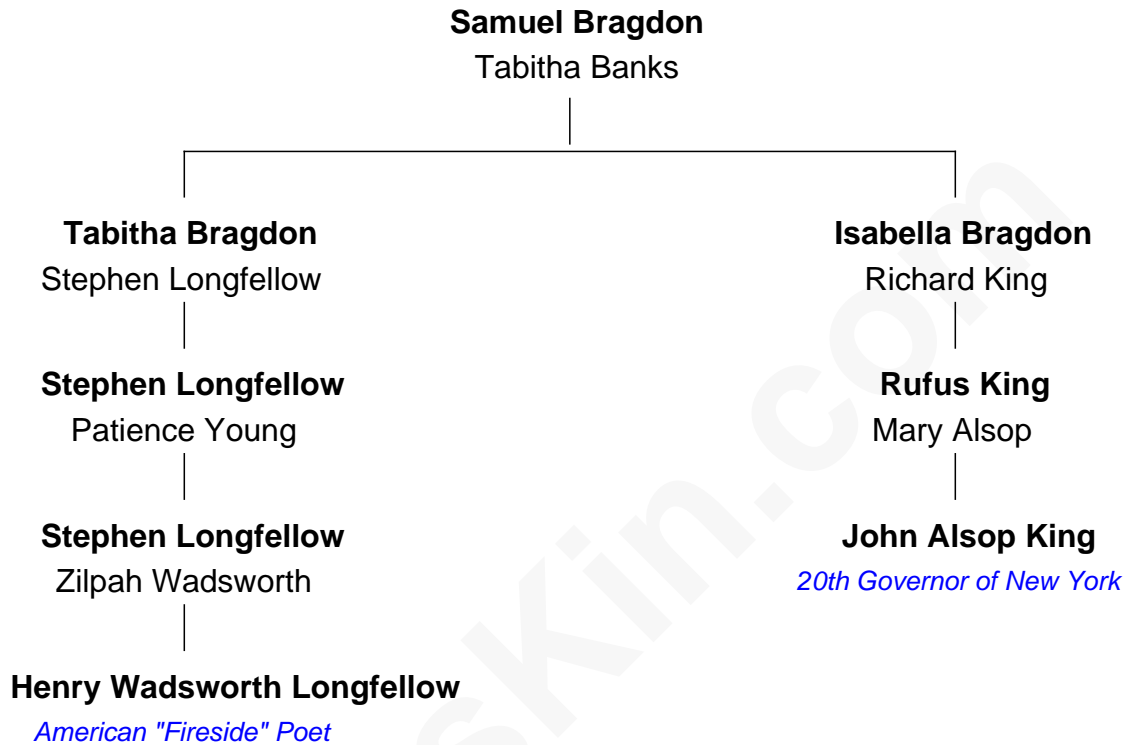 Samuel Bragdon
Tabitha Banks
Tabitha Bragdon
Stephen Longfellow
Isabella Bragdon
Richard King
Stephen Longfellow
Patience Young
Rufus King
Mary Alsop
Stephen Longfellow
Zilpah Wadsworth
John Alsop King
20th Governor of New York
Henry Wadsworth Longfellow
American "Fireside" Poet
sKin.com